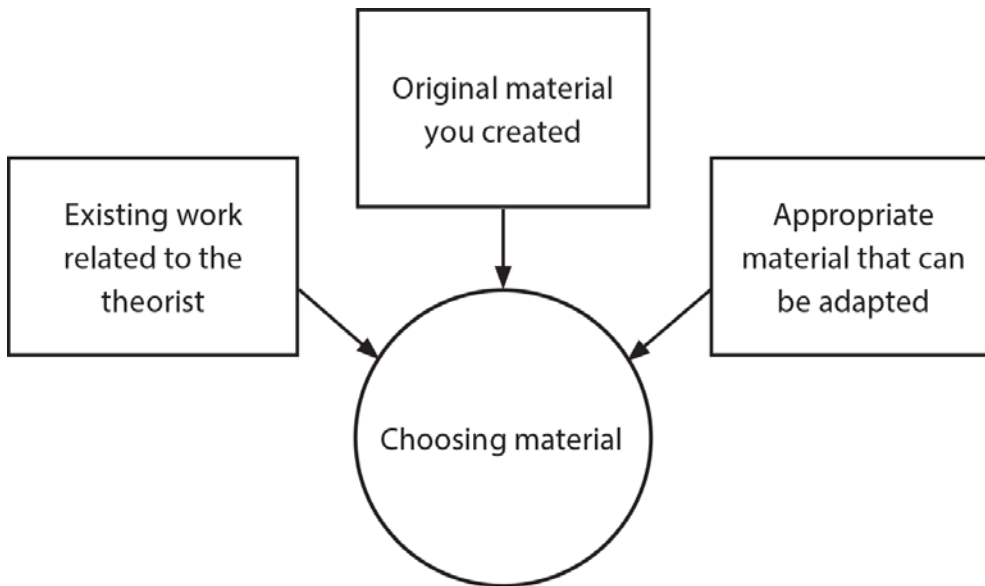 Original material
you created
Existing work
related to the
theorist
Appropriate
material that can
be adapted
Choosing material